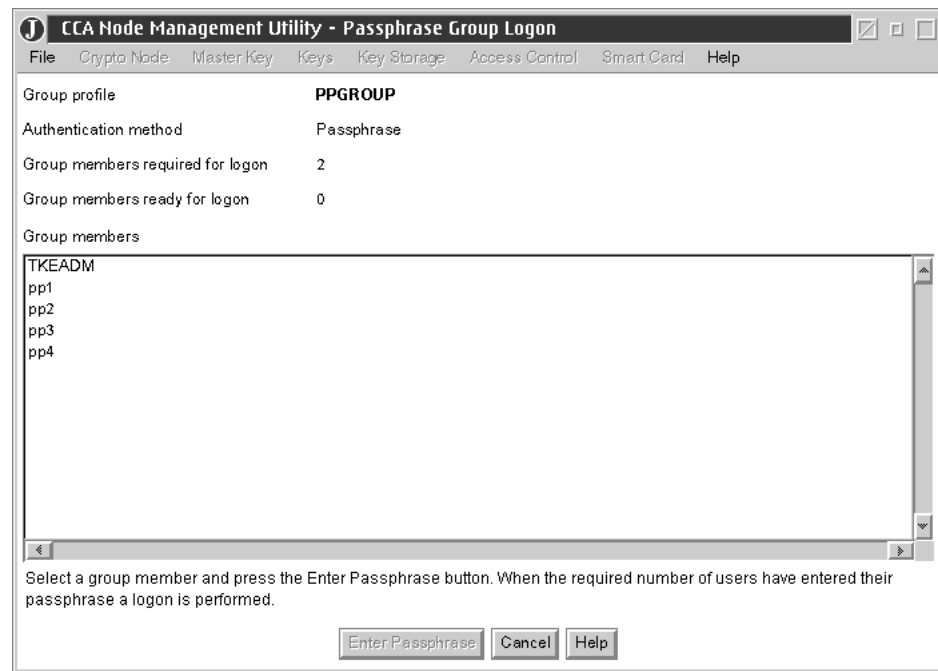 J CCA Node Management Utility - Passphrase Group Logon
File Crypto Node Master Key Keys Key Storage Access Control Smart Card Help
Group profile PPGROUP
Authentication method Passphrase
Group members required for logon 2
Group members ready for logon 0
Group members
TKEADM
pp1
pp2
pp3
pp4
Select a group member and press the Enter Passphrase button. When the required number of users have entered their
passphrase a logon is performed.
Enter Passphrase Cancel Help